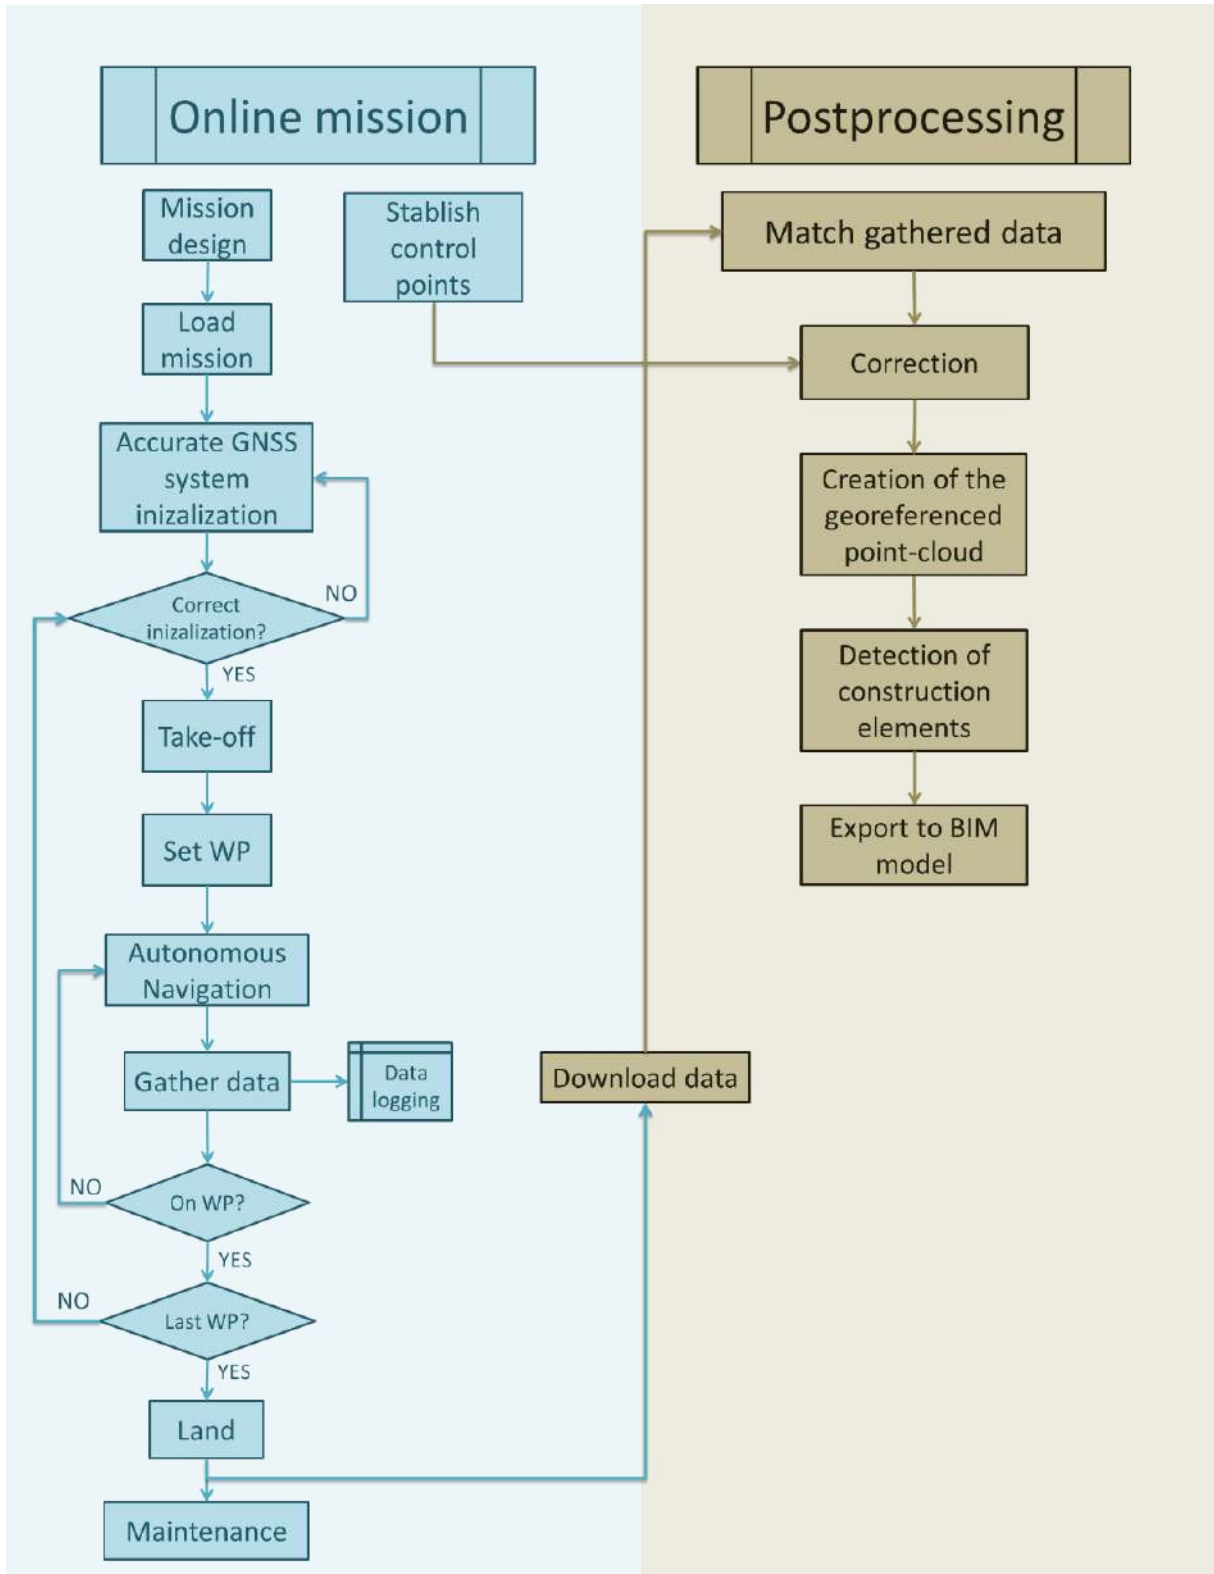 Online mission
Mission
design
Stablish
control
points
Load
mission
Accurate GNSS
system
inizalization
NO
Correct
inizalization?
YES
Take-off
Set WP
Autonomous
Navigation
Gather data
Data
logging
NO
On WP?
YES
NO
Last WP?
YES
Land
Maintenance
Postprocessing
Match gathered data
Correction
Creation of the
georeferenced
point-cloud
Detection of
construction
elements
Export to BIM
model
Download data